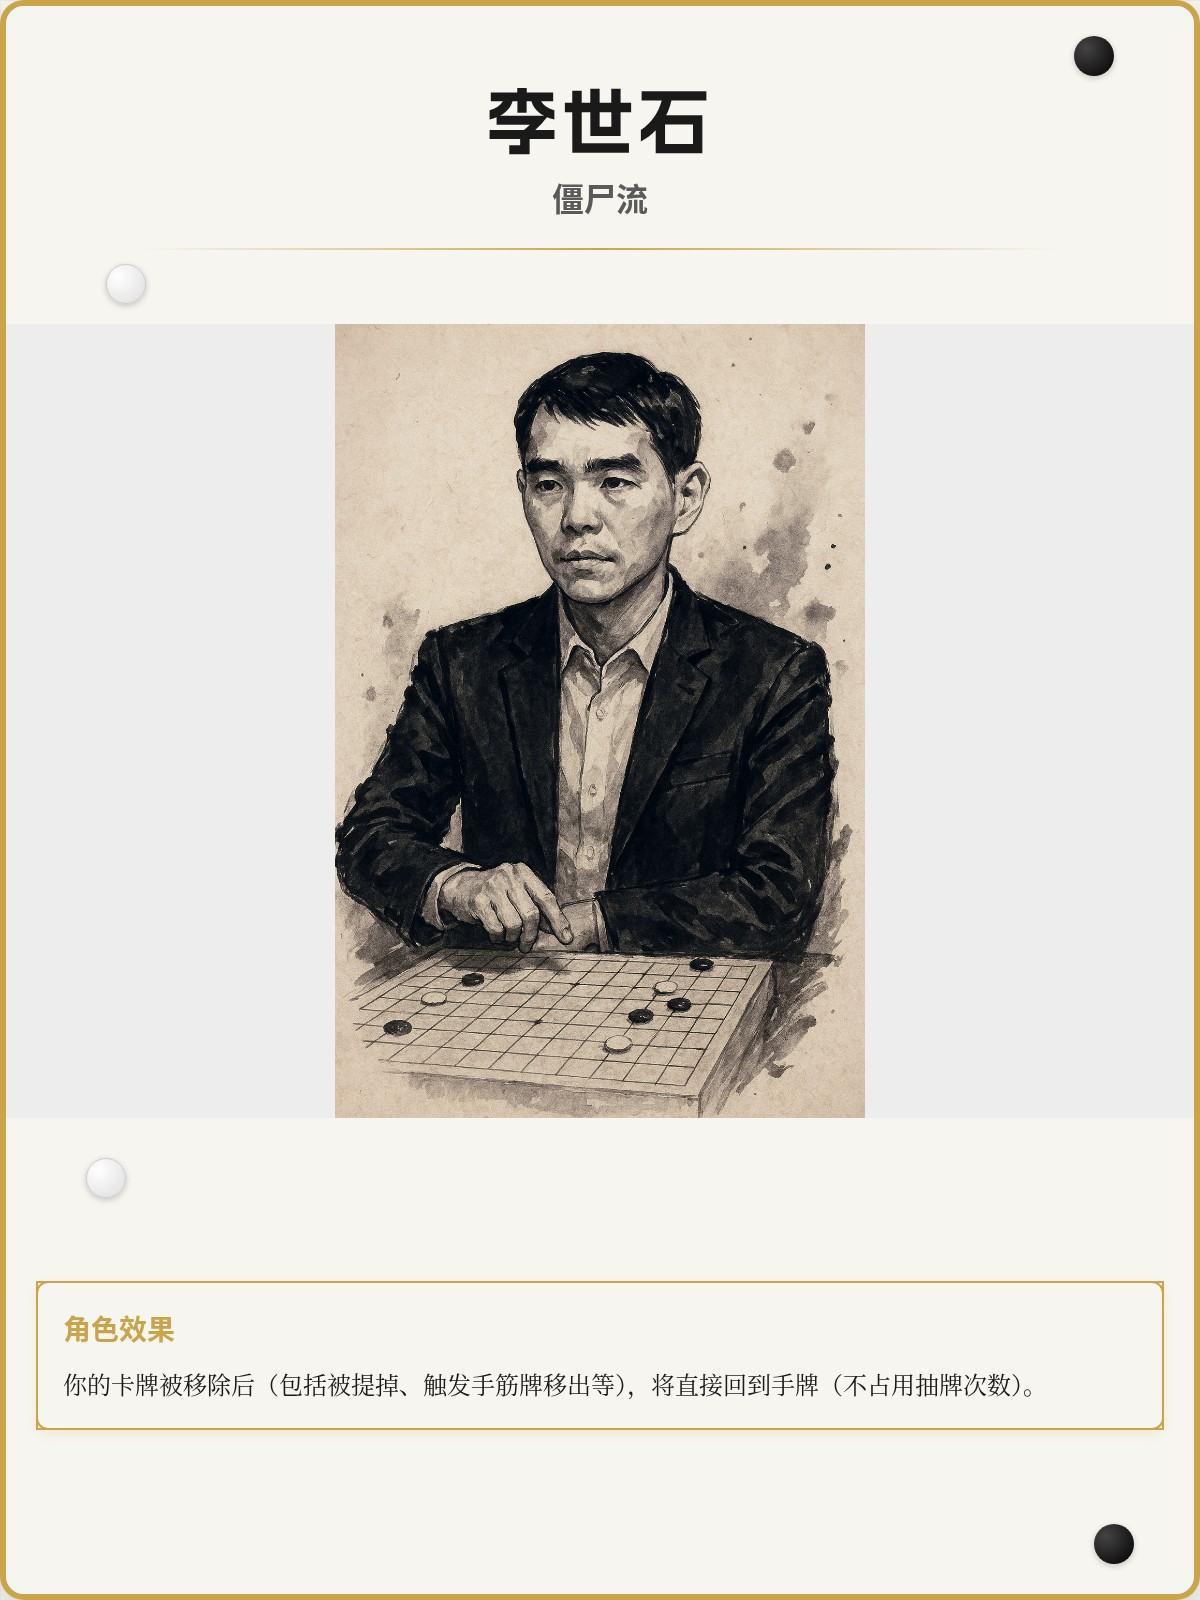 李世石
僵尸流
角色效果
你的卡牌被移除后（包括被提掉、触发手筋牌移出等），将直接回到手牌（不占用抽牌次数）。